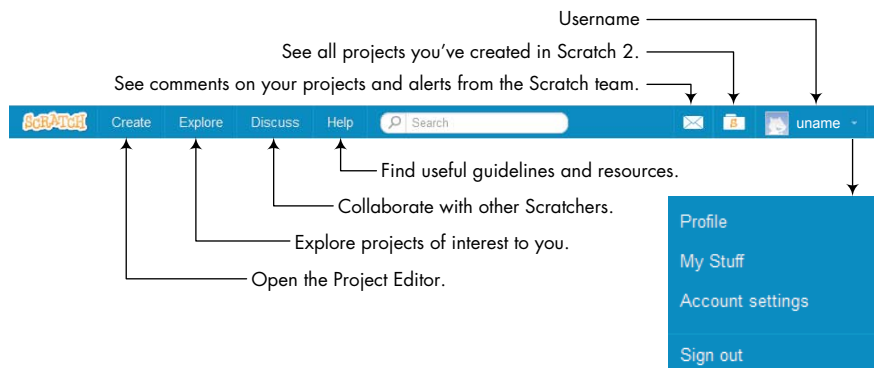 Username
See all projects you've created in Scratch 2.
See comments on your projects and alerts from the Scratch team.
SCRATCH Create Explore Discuss Help Search uname
Find useful guidelines and resources.
Collaborate with other Scratchers.
Explore projects of interest to you.
Open the Project Editor.
Profile
My Stuff
Account settings
Sign out